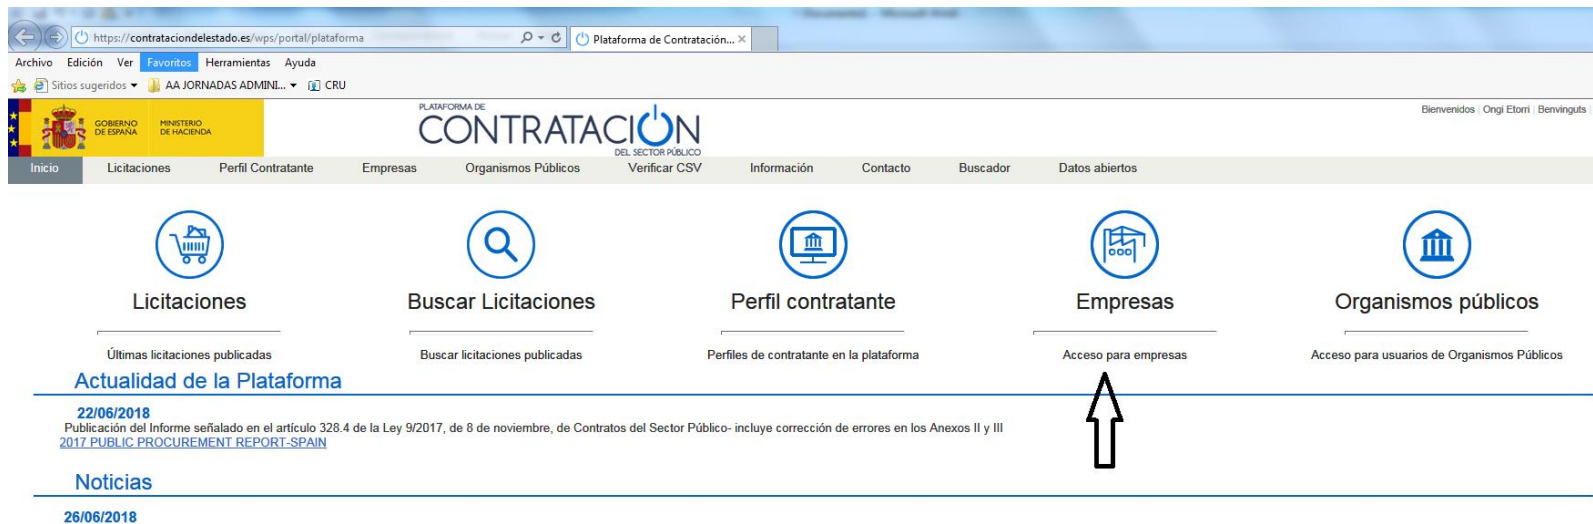 https://contrataciondelestado.es/wps/portal/plataforma
Plataforma de Contratación...
Archivo Edición Ver Favoritos Herramientas Ayuda
Sitios sugeridos AA JORNADAS ADMINI... CRU
GOBIERNO DE ESPAÑA
MINISTERIO DE HACIENDA
PLATAFORMA DE
CONTRATACIÓN
DEL SECTOR PÚBLICO
Bienvenidos | Ongi Etorri | Benvinguts |
Inicio Licitaciones Perfil Contratante Empresas Organismos Públicos Verificar CSV Información Contacto Buscador Datos abiertos
Licitaciones Buscar Licitaciones Perfil contratante Empresas Organismos públicos
Últimas licitaciones publicadas Buscar licitaciones publicadas Perfiles de contratante en la plataforma Acceso para empresas Acceso para usuarios de Organismos Públicos
Actualidad de la Plataforma
22/06/2018
Publicación del Informe señalado en el artículo 328.4 de la Ley 9/2017, de 8 de noviembre, de Contratos del Sector Público- incluye corrección de errores en los Anexos II y III
2017 PUBLIC PROCUREMENT REPORT-SPAIN
Noticias
26/06/2018